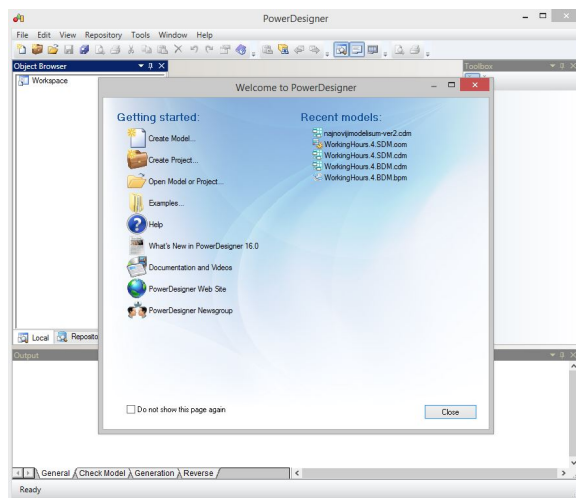 PowerDesigner
File Edit View Repository Tools Window Help
Object Browser
Toolbox
Workspace
Welcome to PowerDesigner
Getting started:
Create Model...
Create Project...
Open Model or Project...
Examples...
Help
What's New in PowerDesigner 16.0
Documentation and Videos
PowerDesigner Web Site
PowerDesigner Newsgroup
Recent models:
najnovijimodelisum-ver2.cdm
WorkingHours.4.SDM.oom
WorkingHours.4.SDM.cdm
WorkingHours.4.BDM.cdm
WorkingHours.4.BDM.bpm
Do not show this page again
Close
Local Reposito
Output
General Check Model Generation Reverse
Ready